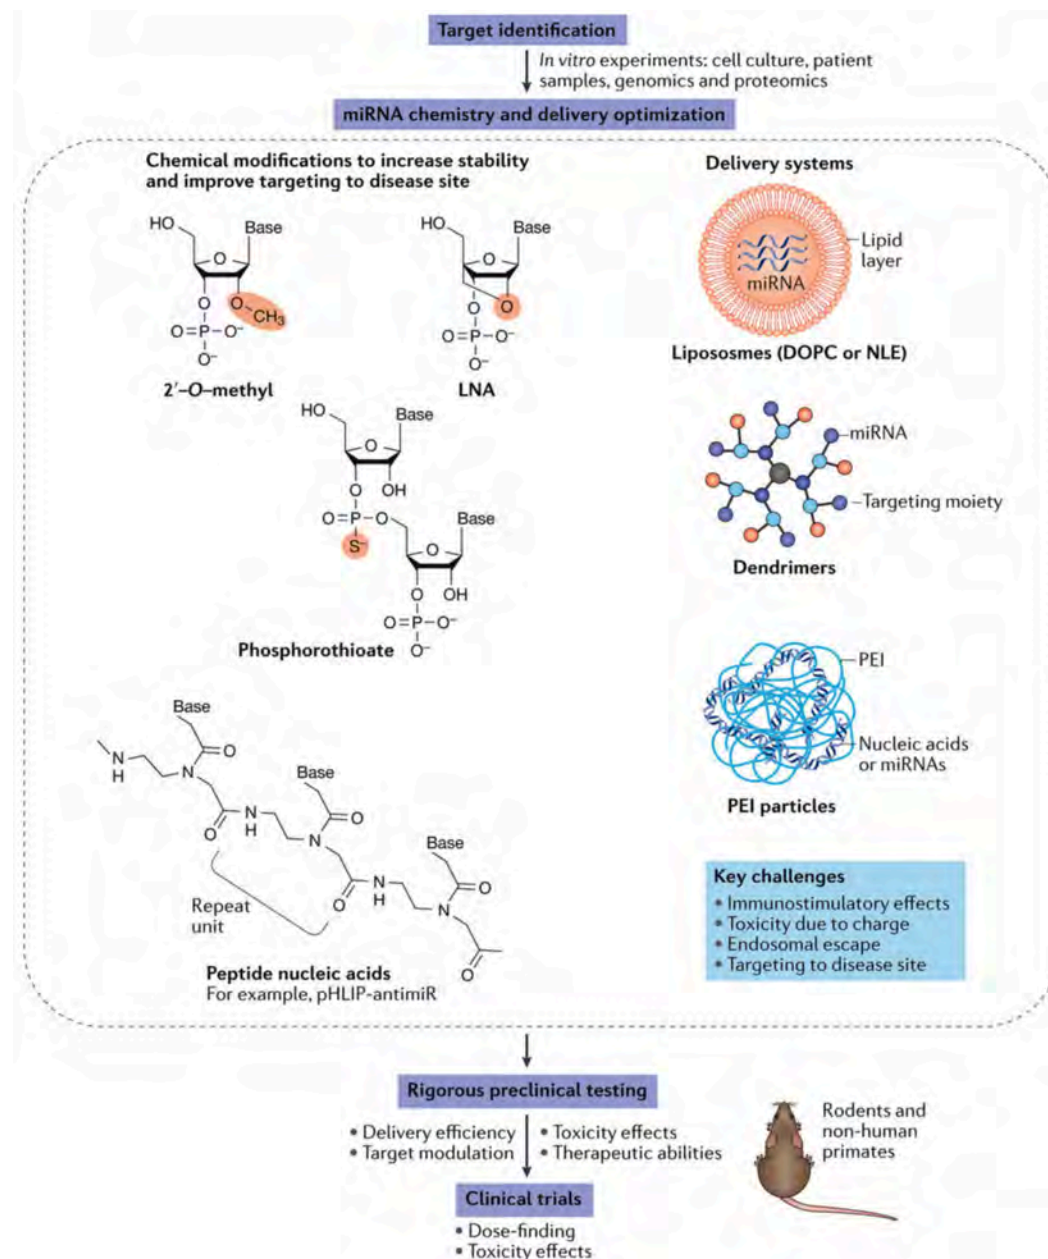 Target identification
In vitro experiments: cell culture, patient
samples, genomics and proteomics
miRNA chemistry and delivery optimization
Chemical modifications to increase stability
and improve targeting to disease site
HO
Base
O
O
O–CH3
O=P–O–
O–
2′–O–methyl
HO
Base
O
O
O
O=P–O–
O–
LNA
HO
Base
O
O
OH
O=P–O
S–
Base
O
O
OH
O=P–O–
O–
Phosphorothioate
Base
N
H
N
O
O
N
H
Base
N
O
O
N
H
Base
N
O
O
Repeat
unit
Peptide nucleic acids
For example, pHLIP-antimiR
Delivery systems
Lipid
layer
miRNA
Lipososmes (DOPC or NLE)
miRNA
Targeting moiety
Dendrimers
PEI
Nucleic acids
or miRNAs
PEI particles
Key challenges
• Immunostimulatory effects
• Toxicity due to charge
• Endosomal escape
• Targeting to disease site
Rigorous preclinical testing
• Delivery efficiency
• Target modulation
• Toxicity effects
• Therapeutic abilities
Rodents and
non-human
primates
Clinical trials
• Dose-finding
• Toxicity effects